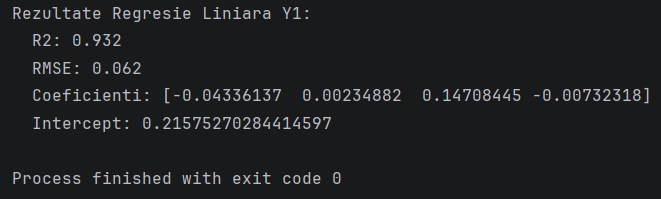 Rezultate Regresie Liniara Y1:
R2: 0.932
RMSE: 0.062
Coeficienti: [-0.04336137  0.00234882  0.14708445 -0.00732318]
Intercept: 0.21575270284414597
Process finished with exit code 0